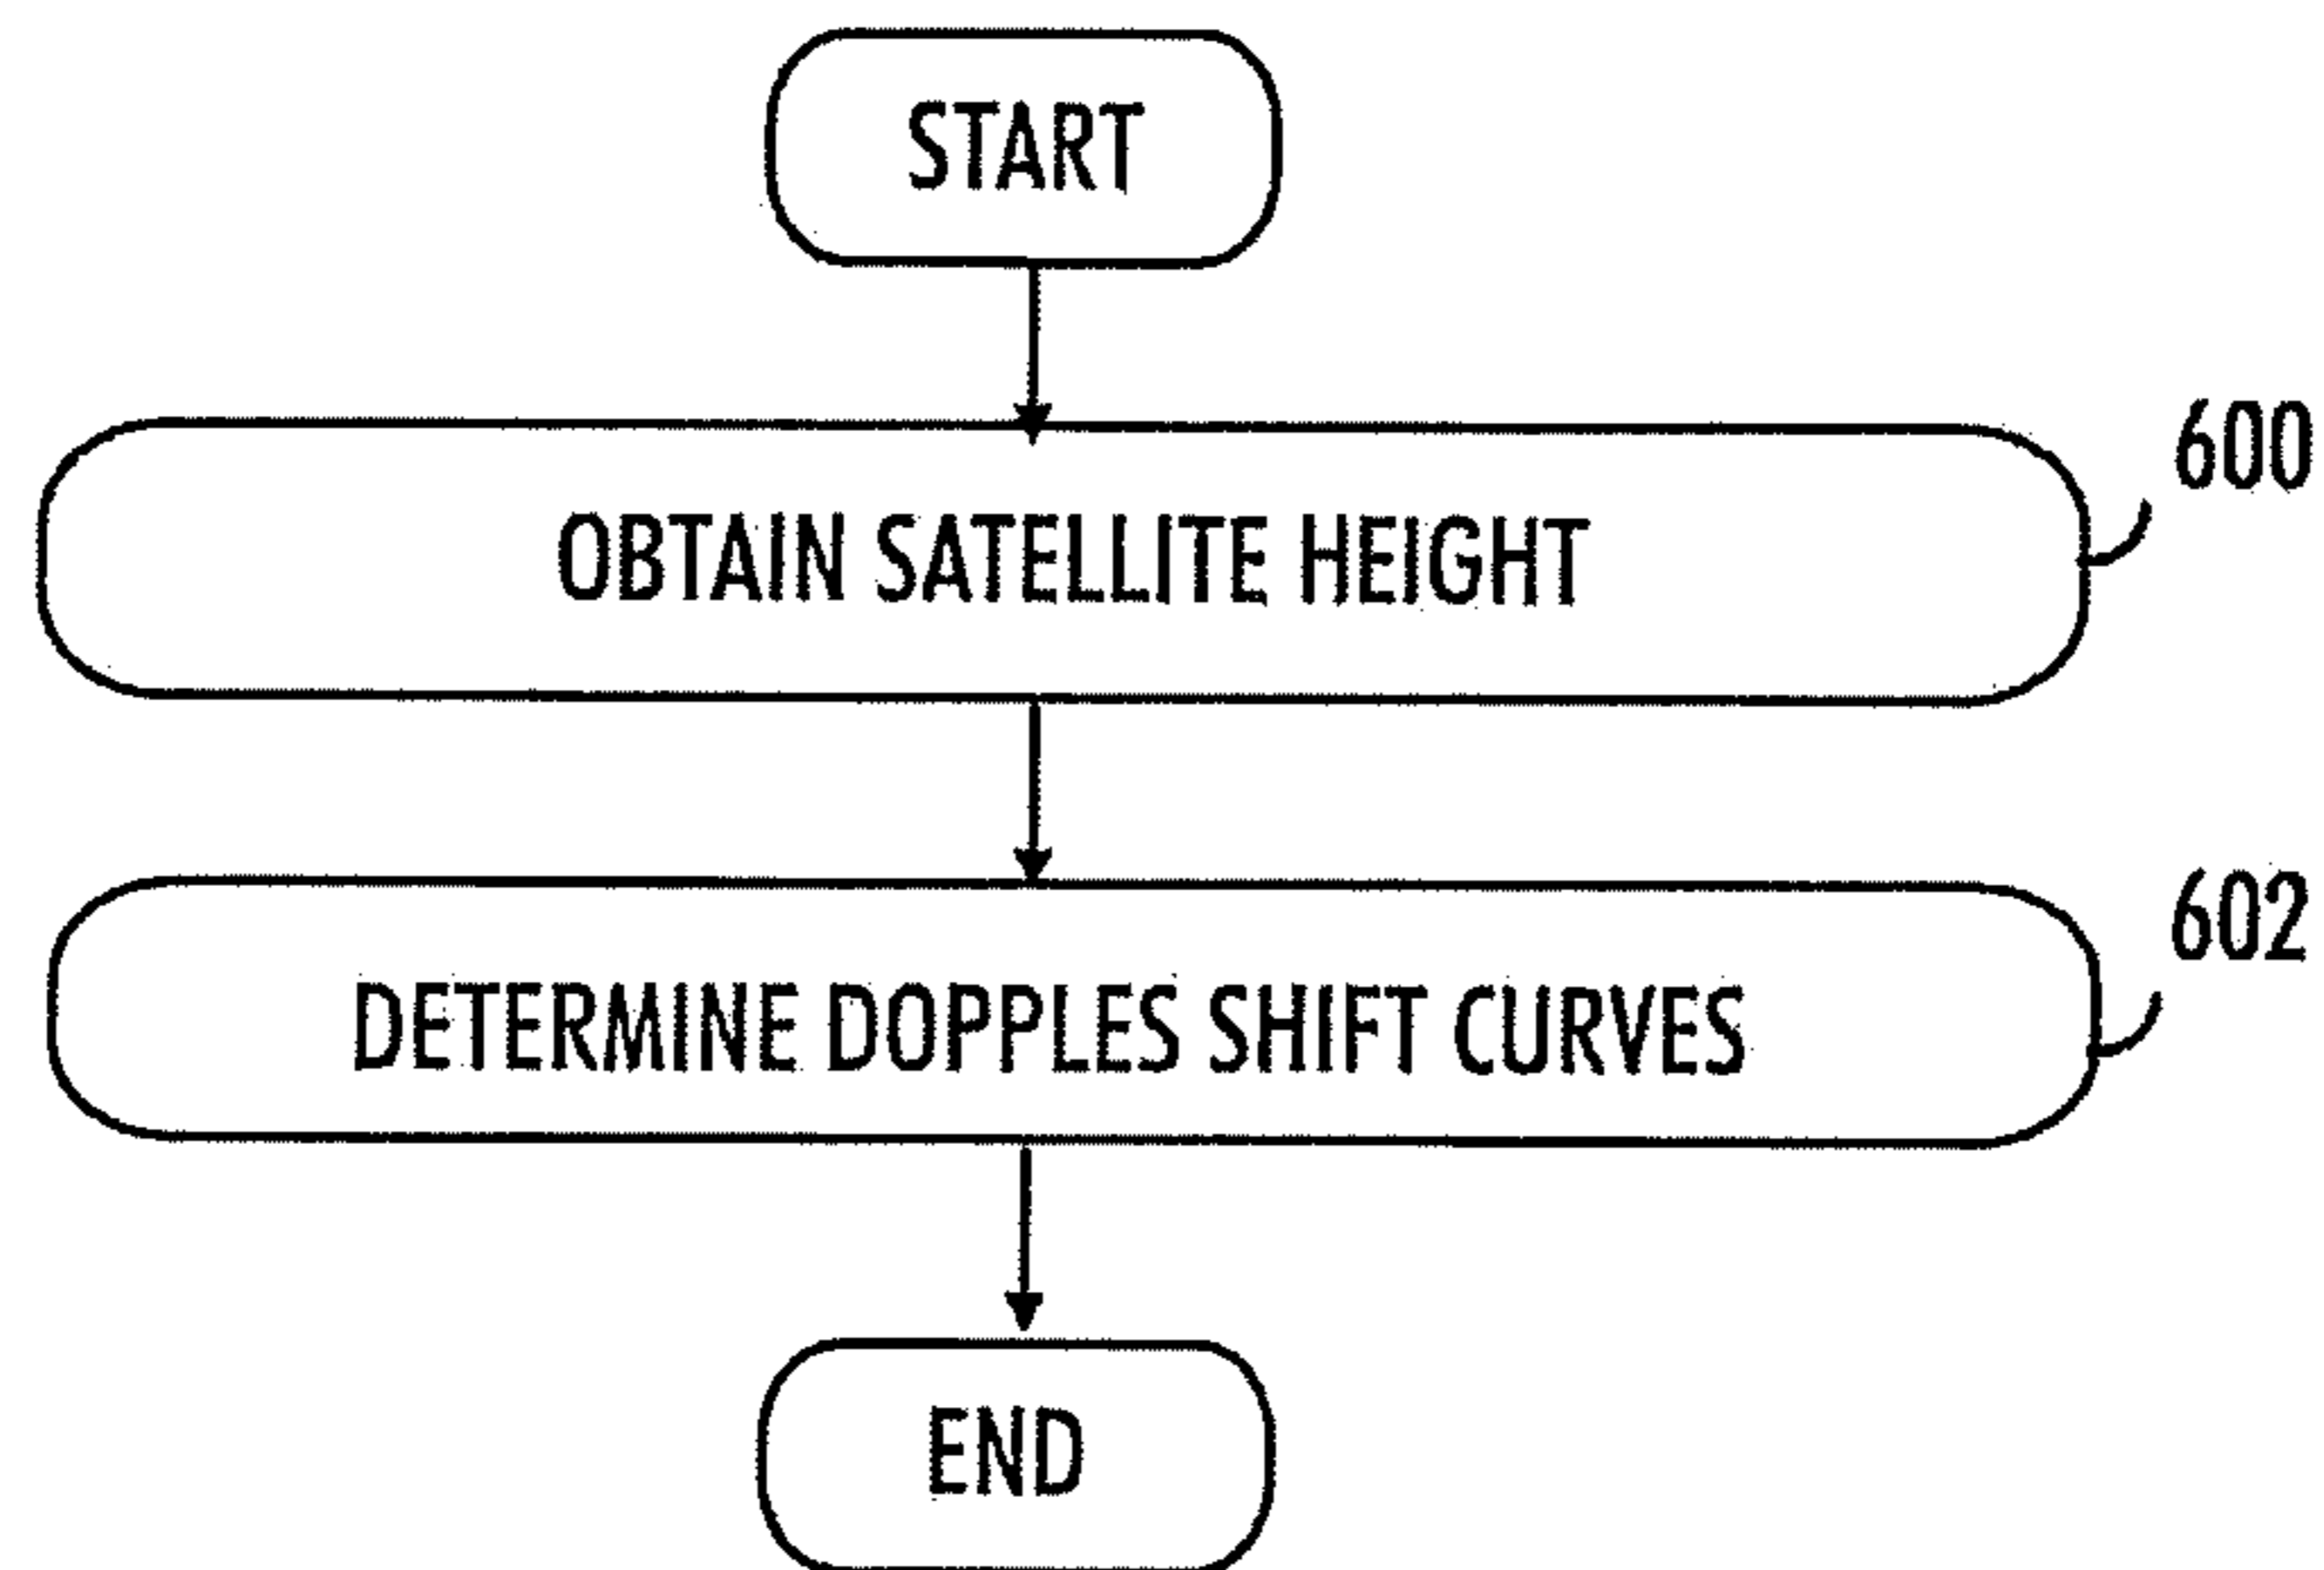 START
OBTAIN SATELLITE HEIGHT
600
DETERMINE DOPPLES SHIFT CURVES
602
END